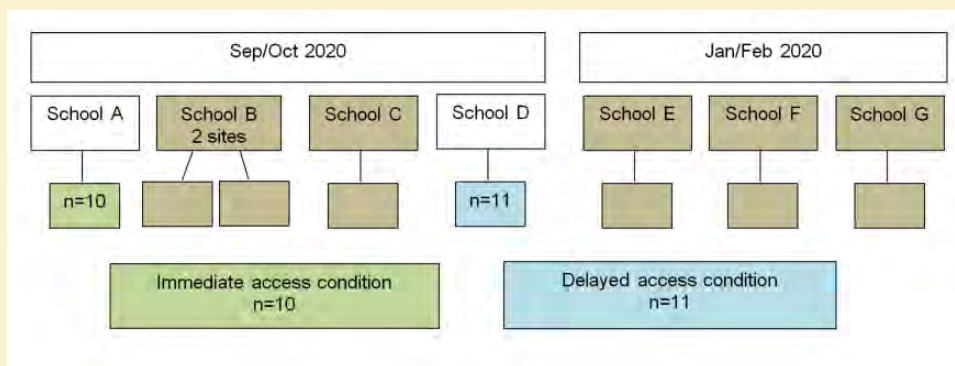 Sep/Oct 2020
Jan/Feb 2020
School A
School B
2 sites
School C
School D
School E
School F
School G
n=10
n=11
Immediate access condition
n=10
Delayed access condition
n=11